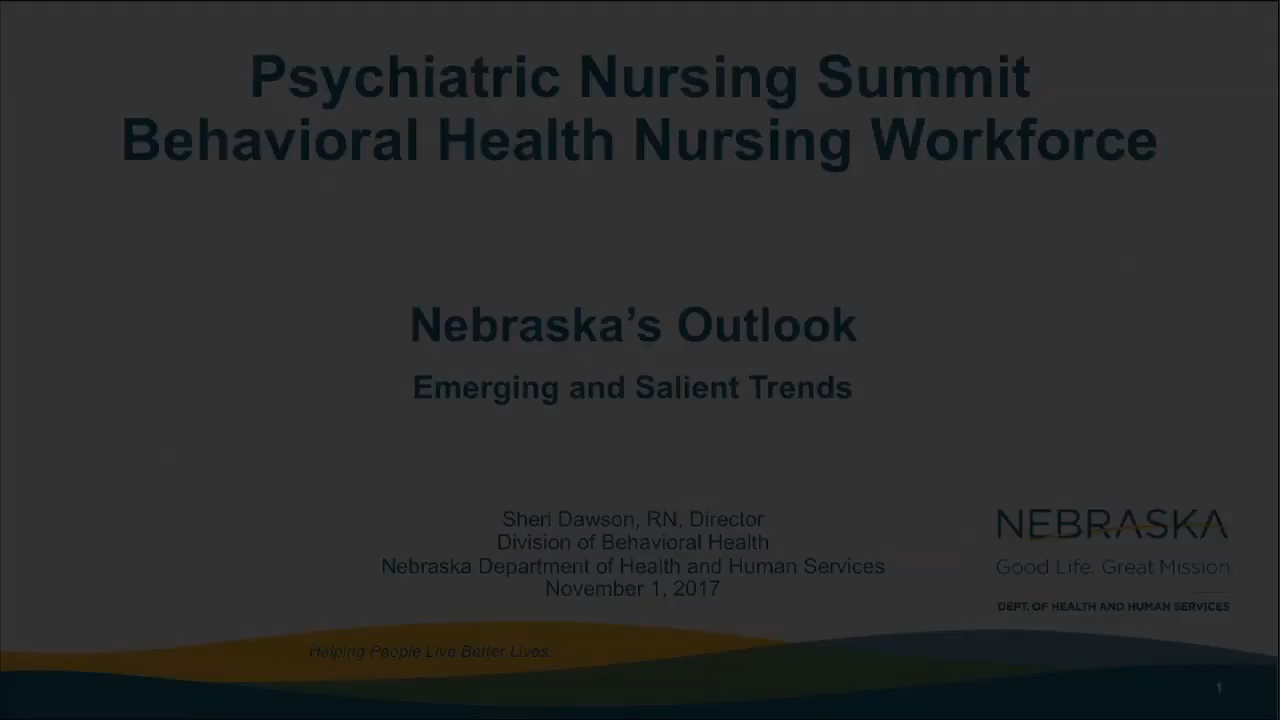 Psychiatric Nursing Summit
Behavioral Health Nursing Workforce
Nebraska’s Outlook
Emerging and Salient Trends
Sheri Dawson, RN, Director
Division of Behavioral Health
Nebraska Department of Health and Human Services
November 1, 2017
NEBRASKA
Good Life. Great Mission.
DEPT. OF HEALTH AND HUMAN SERVICES
Helping People Live Better Lives.
1